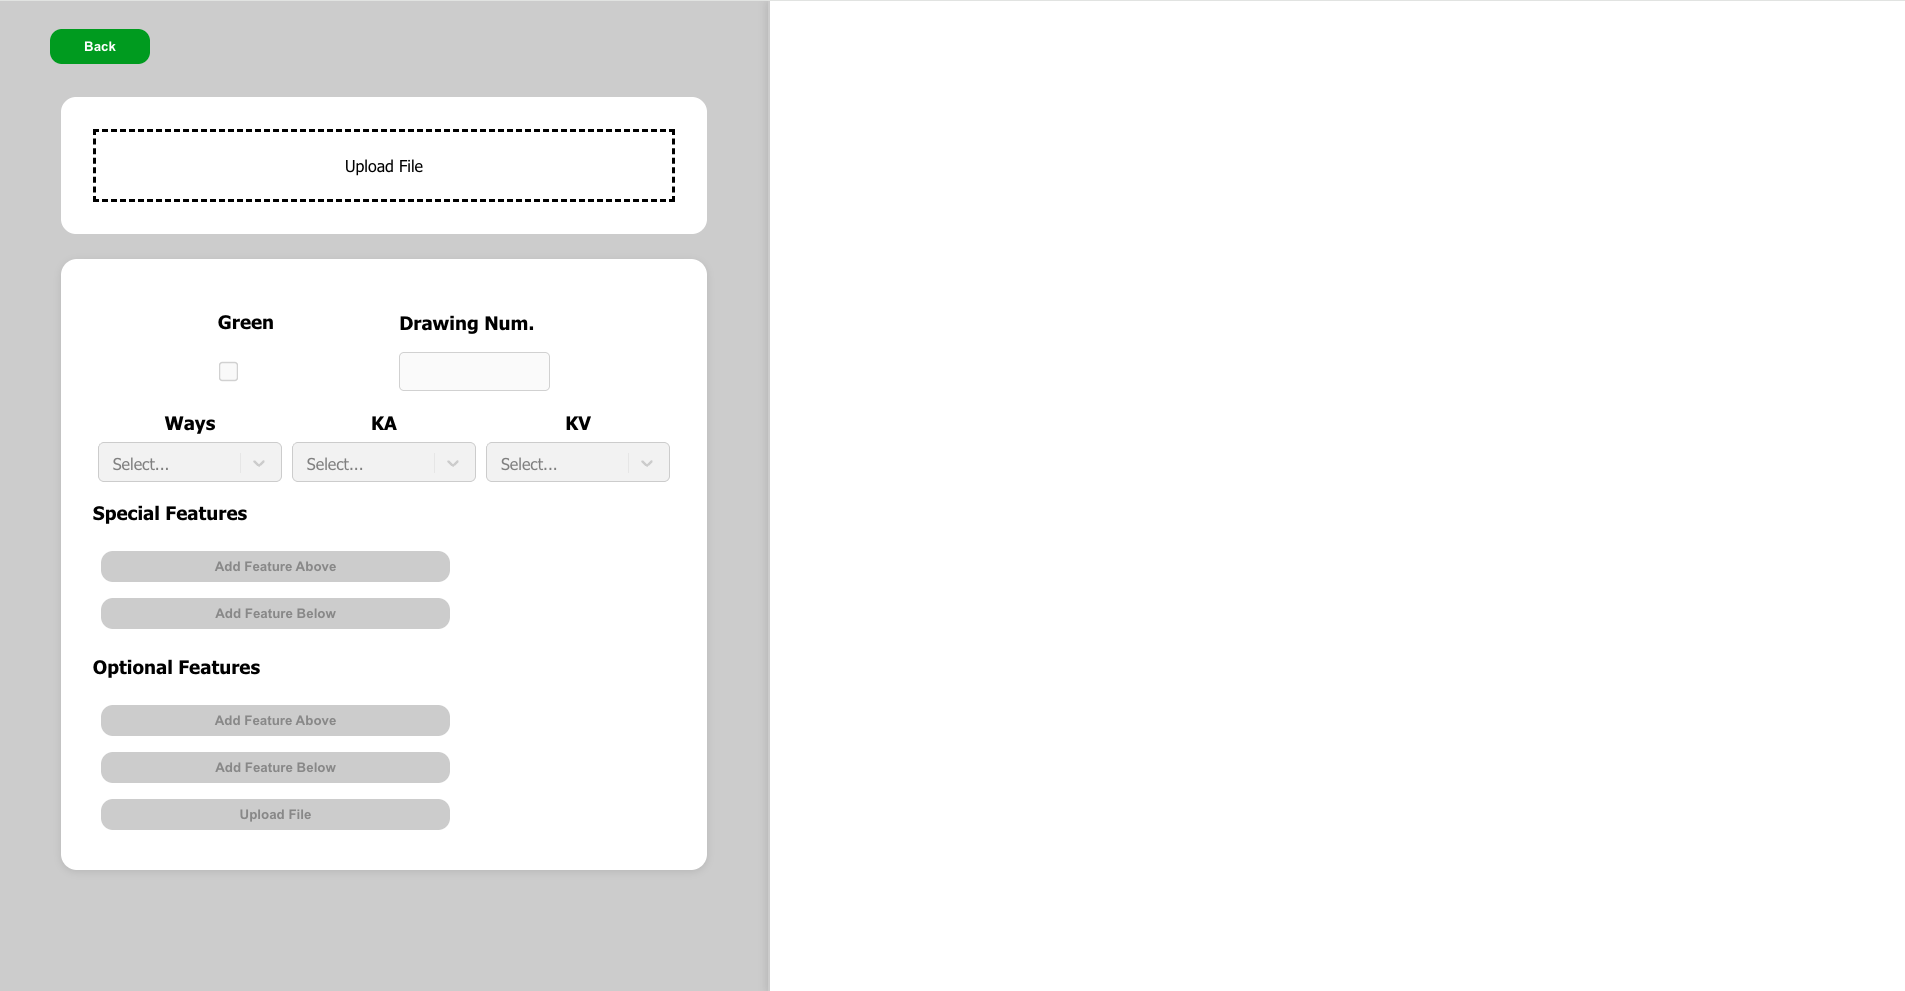 Back
Upload File
Green
Drawing Num.
Ways
KA
KV
Select...
Select...
Select...
Special Features
Add Feature Above
Add Feature Below
Optional Features
Add Feature Above
Add Feature Below
Upload File